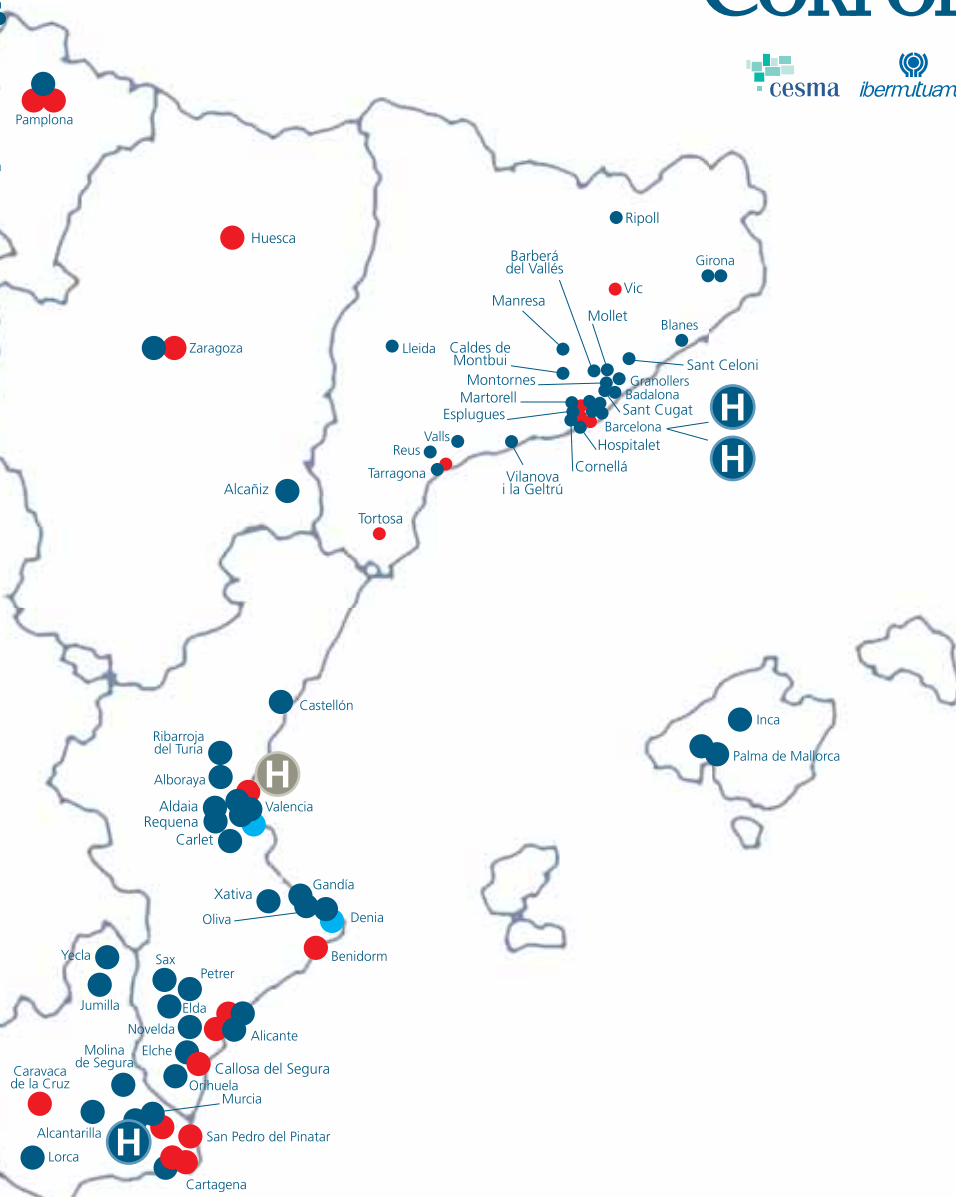 cesma
ibermutuam
Pamplona
Ripoll
Huesca
Barberá
del Vallés
Girona
Vic
Manresa
Mollet
Blanes
Zaragoza
Lleida
Caldes de
Montbui
Sant Celoni
Montornes
Granollers
Martorell
Badalona
Esplugues
Sant Cugat
H
Barcelona
Valls
Hospitalet
Reus
H
Tarragona
Cornellá
Vilanova
i la Geltrú
Alcañiz
Tortosa
Castellón
Inca
Ribarroja
del Turía
Palma de Mallorca
H
Alboraya
Aldaia
Valencia
Requena
Carlet
Gandía
Xativa
Oliva
Denia
Yecla
Sax
Benidorm
Petrer
Jumilla
Elda
Novelda
Alicante
Molina
de Segura
Elche
Caravaca
de la Cruz
Callosa del Segura
Orihuela
Murcia
Alcantarilla
H
San Pedro del Pinatar
Lorca
Cartagena